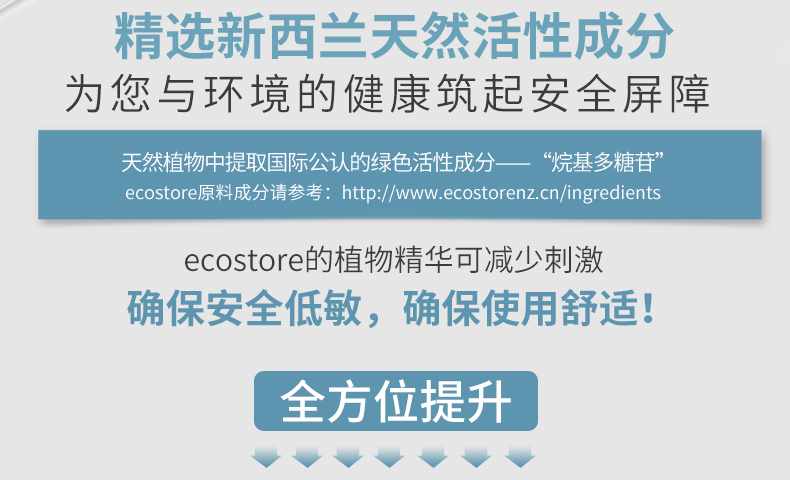 精选新西兰天然活性成分
为您与环境的健康筑起安全屏障
天然植物中提取国际公认的绿色活性成分——“烷基多糖苷”
ecostore原料成分请参考：http://www.ecostorenz.cn/ingredients
ecostore的植物精华可减少刺激
确保安全低敏，确保使用舒适！
全方位提升